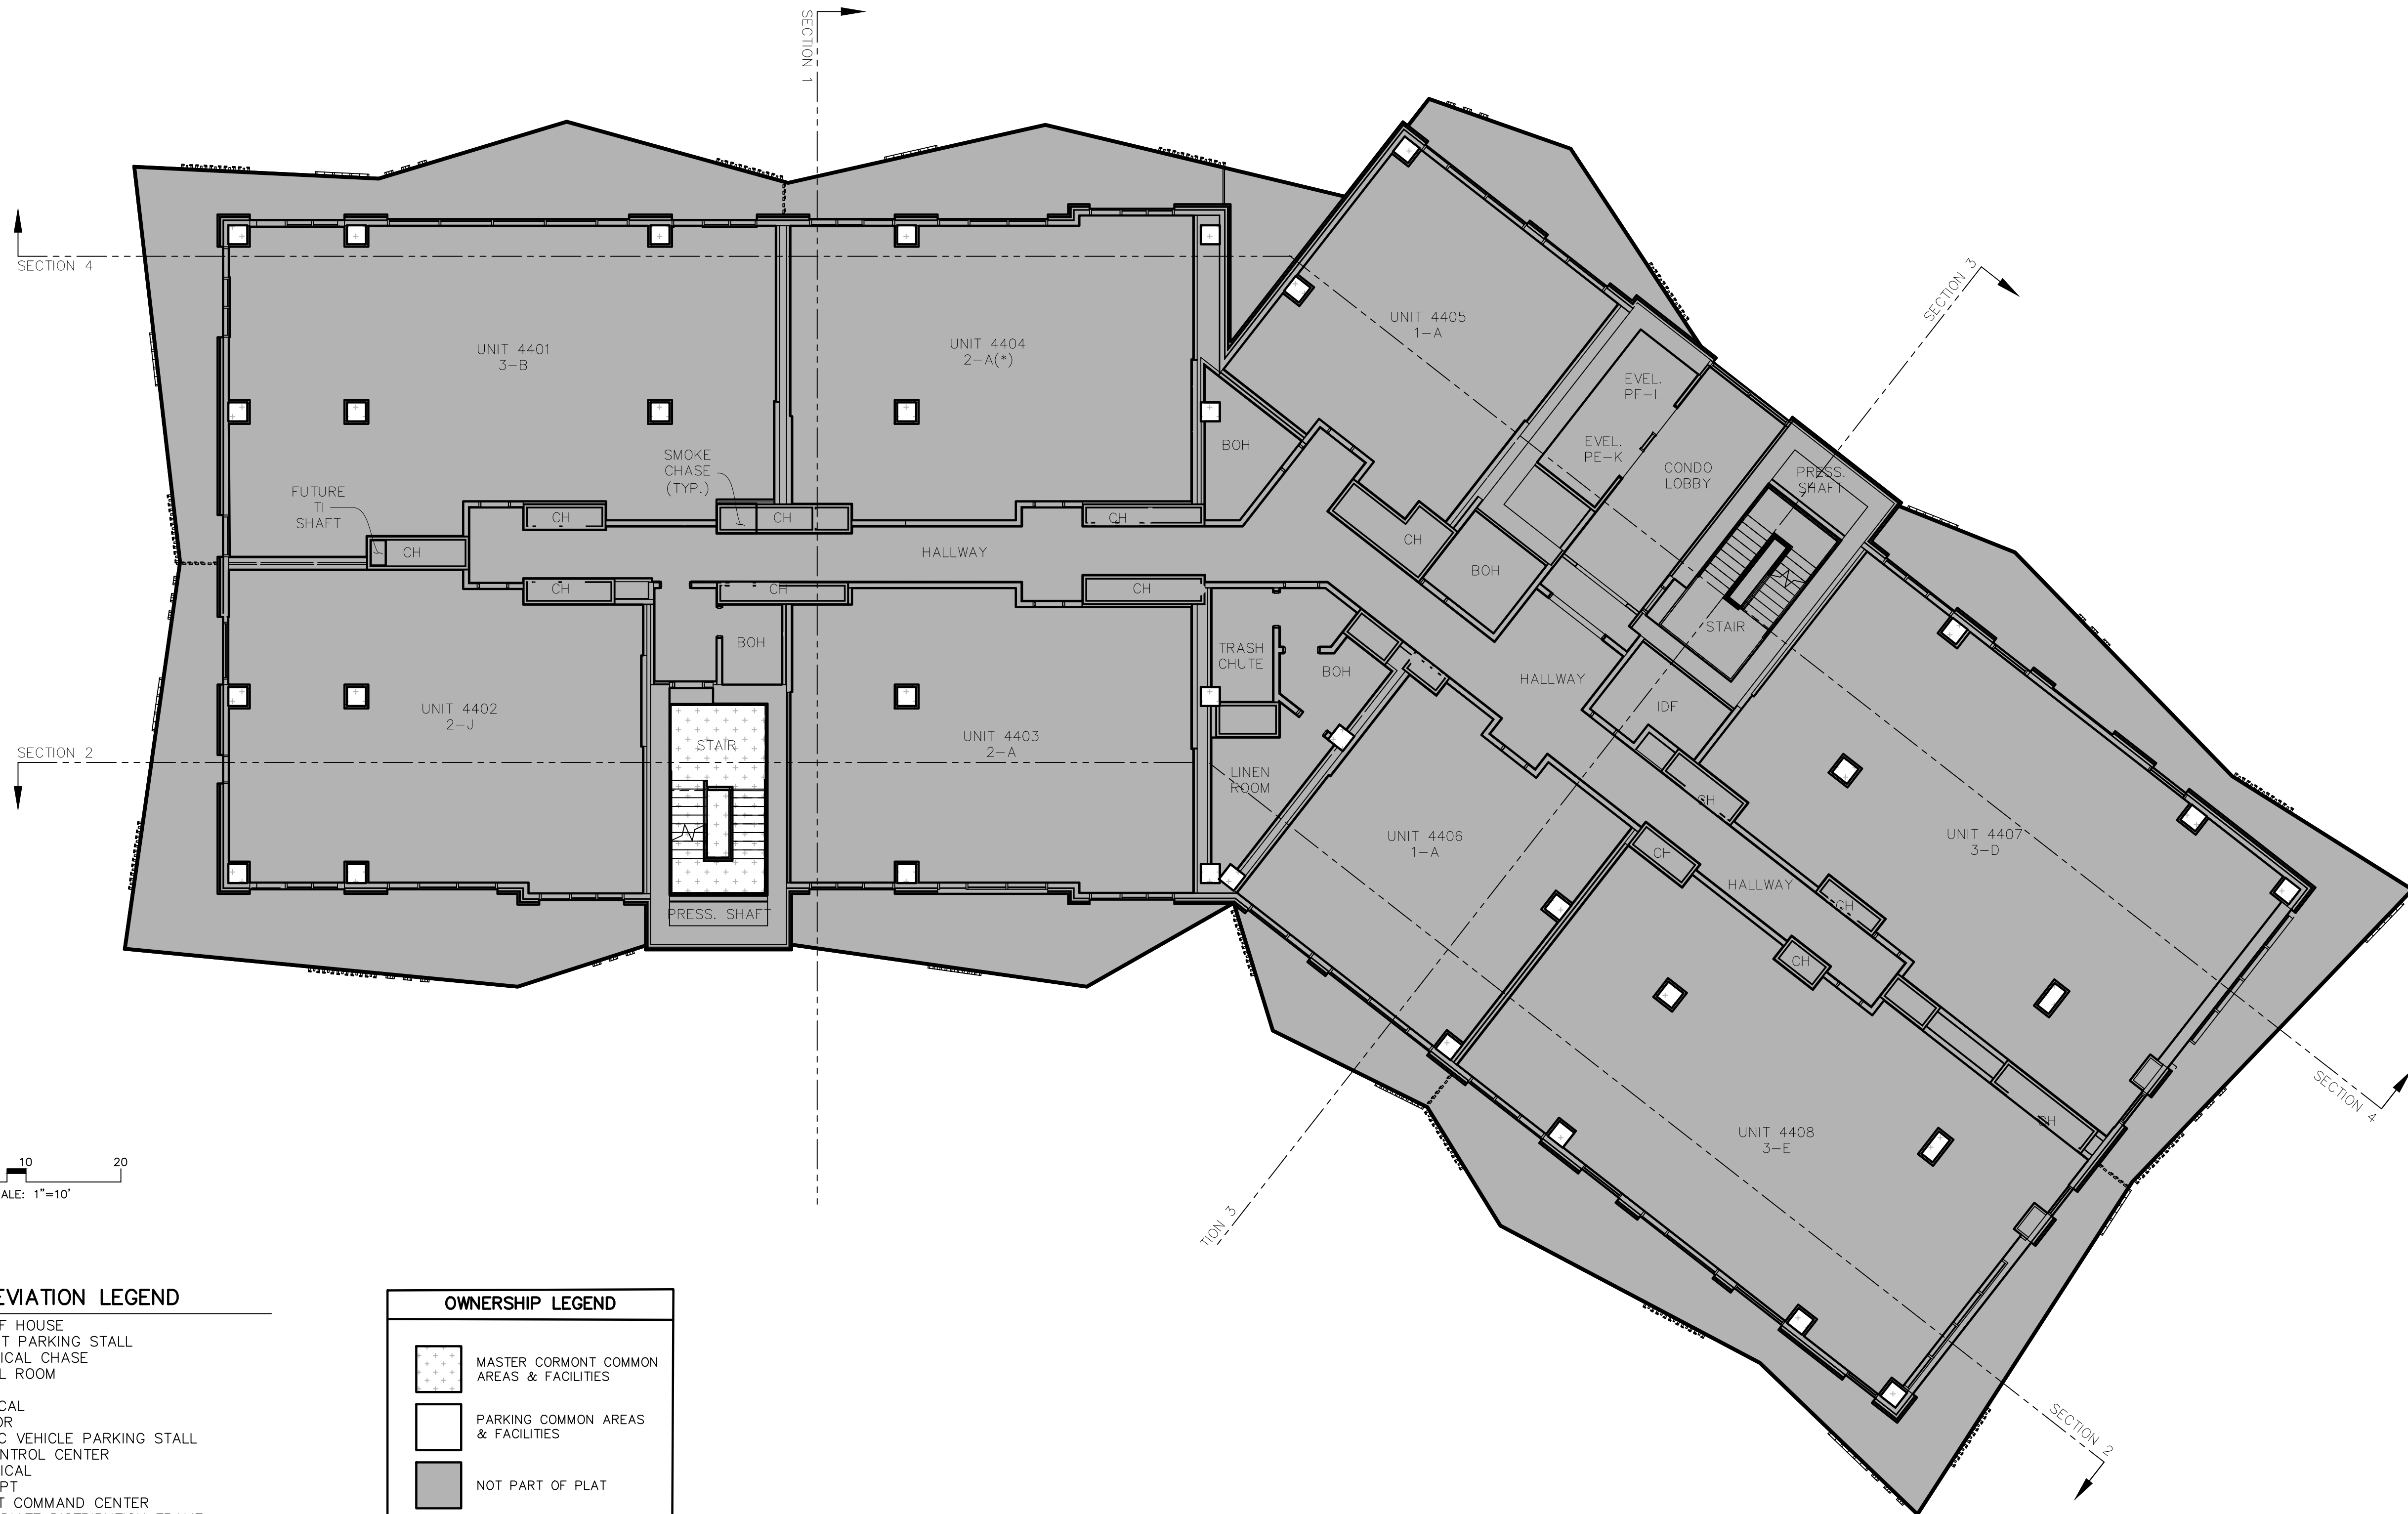 SECTION 1
SECTION 4
SECTION 3
UNIT 4401
3-B
UNIT 4404
2-A(*)
UNIT 4405
1-A
EVEL.
PE-L
EVEL.
PE-K
CONDO
LOBBY
PRESS.
SHAFT
STAIR
BOH
SMOKE
CHASE
(TYP.)
FUTURE
TI
SHAFT
CH
CH
CH
CH
HALLWAY
CH
BOH
CH
CH
CH
BOH
TRASH
CHUTE
BOH
HALLWAY
IDF
UNIT 4402
2-J
STAIR
UNIT 4403
2-A
SECTION 2
LINEN
ROOM
CH
UNIT 4406
1-A
UNIT 4407
3-D
CH
HALLWAY
CH
PRESS. SHAFT
CH
UNIT 4408
3-E
CH
SECTION 4
TION 3
SECTION 2
10
20
ALE: 1"=10'
EVIATION LEGEND
F HOUSE
T PARKING STALL
ICAL CHASE
L ROOM
CAL
OR
C VEHICLE PARKING STALL
NTROL CENTER
ICAL
PT
T COMMAND CENTER
OWNERSHIP LEGEND
MASTER CORMONT COMMON
AREAS & FACILITIES
PARKING COMMON AREAS
& FACILITIES
NOT PART OF PLAT